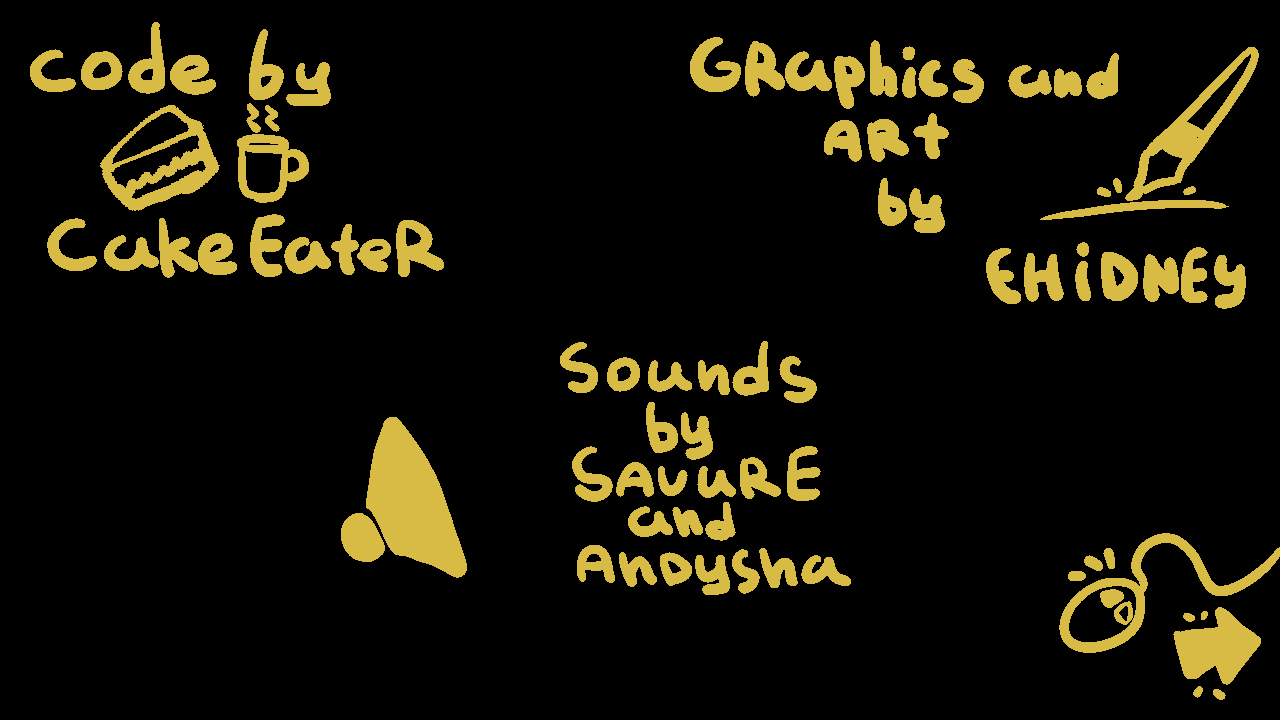 code by
CakeEateR
GRaphics and
ARt
by
EHiDNEy
Sounds
by
SAvuRE
and
AnDysha